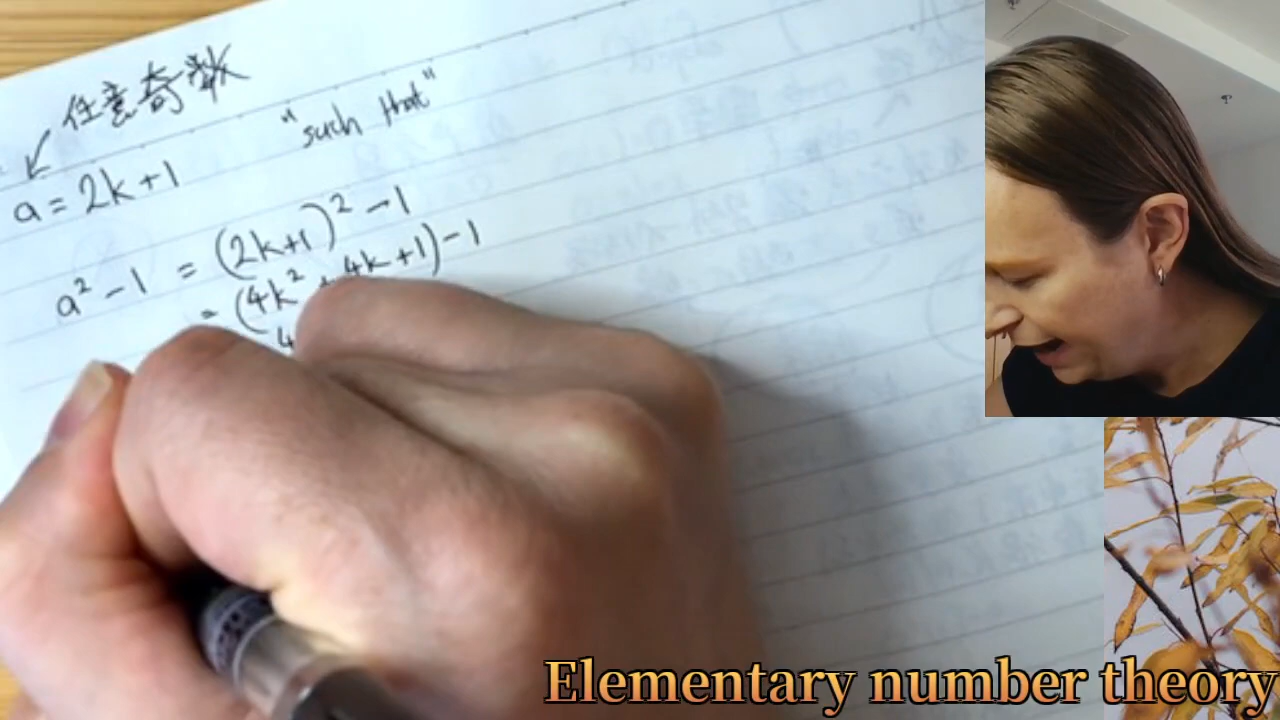 任意奇数
"such that"
a = 2k+1
a² - 1 = (2k+1)² - 1
= (4k² + 4k + 1) - 1
4
Elementary number theory